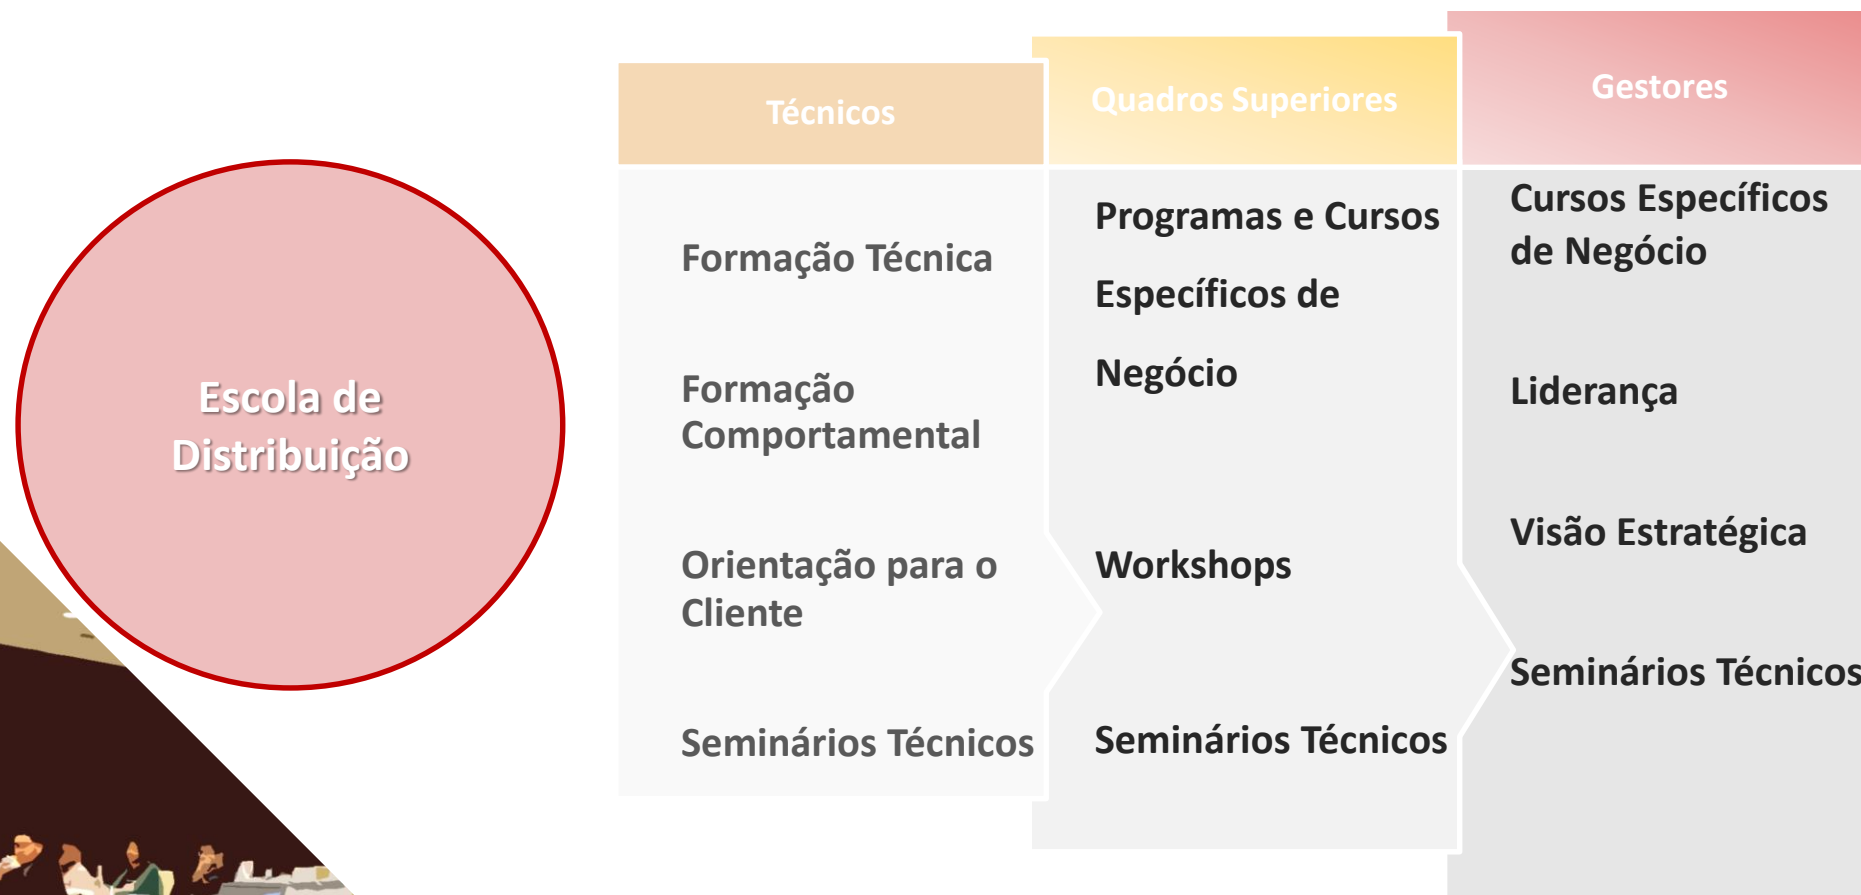 Escola de
Distribuição
Técnicos
Formação Técnica
Formação
Comportamental
Orientação para o
Cliente
Seminários Técnicos
Quadros Superiores
Programas e Cursos
Específicos de
Negócio
Workshops
Seminários Técnicos
Gestores
Cursos Específicos
de Negócio
Liderança
Visão Estratégica
Seminários Técnicos